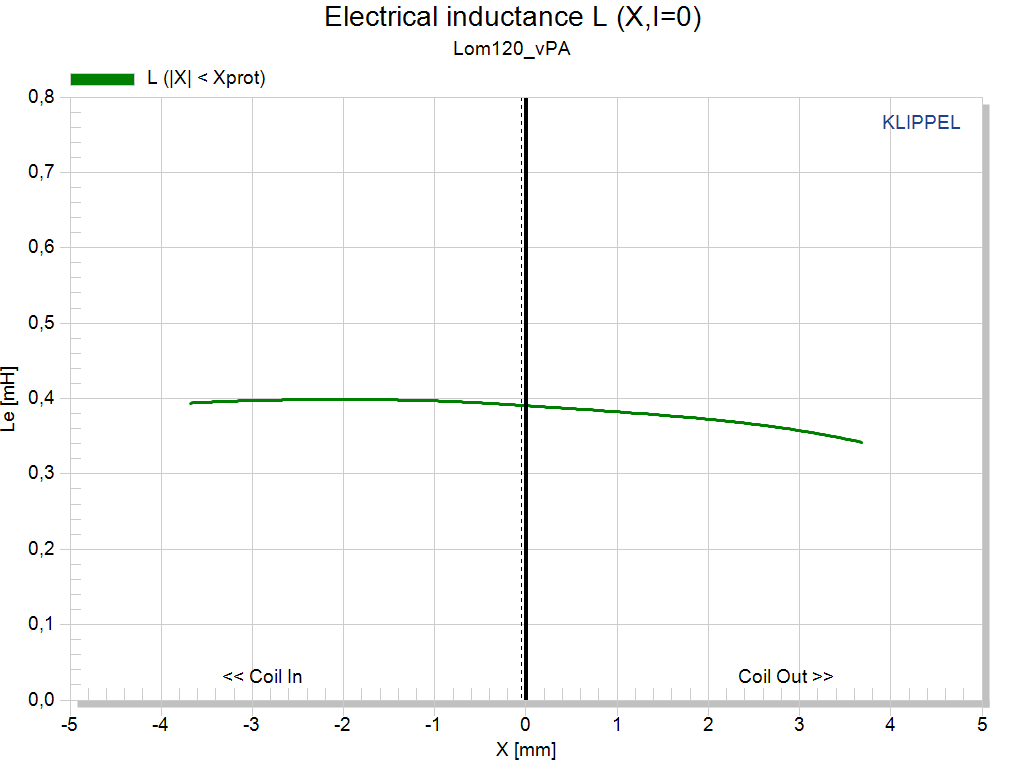 Electrical inductance L (X,I=0)
Lom120_vPA
L (|X| < Xprot)
KLIPPEL
0,8
0,7
0,6
0,5
0,4
0,3
0,2
0,1
0,0
Le [mH]
<< Coil In
Coil Out >>
-5 -4 -3 -2 -1 0 1 2 3 4 5
X [mm]